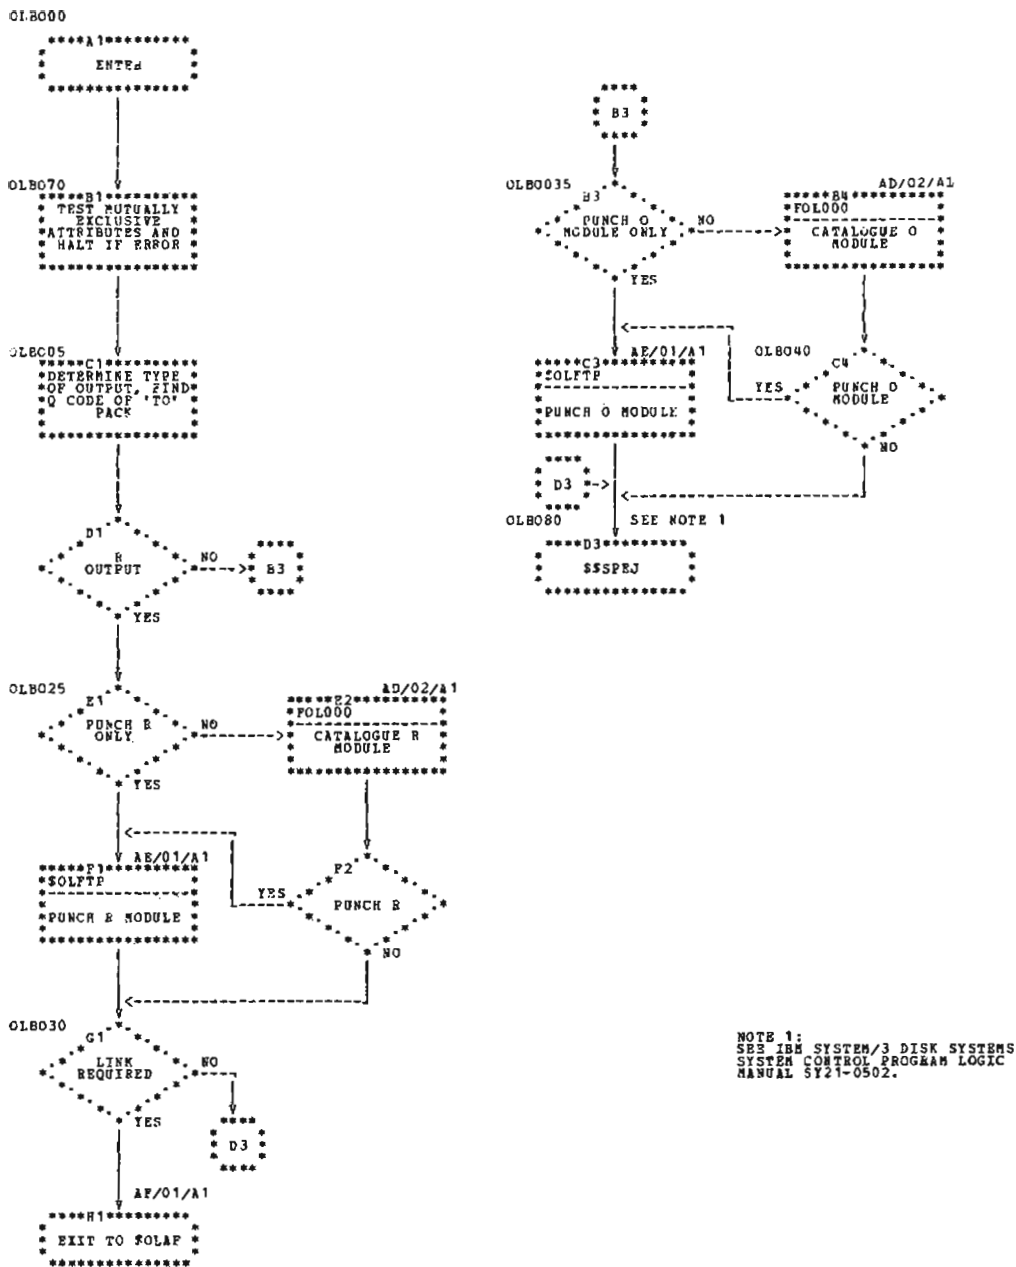 OLB000
A1
ENTER
OLB070
B1
TEST MUTUALLY
EXCLUSIVE
ATTRIBUTES AND
HALT IF ERROR
OLB005
C1
DETERMINE TYPE
OF OUTPUT, FIND
Q CODE OF 'TO'
PACK
D1
R
OUTPUT
NO
B3
YES
OLB025
E1
PUNCH R
ONLY
NO
YES
AD/02/A1
E2
FOL000
CATALOGUE R
MODULE
AE/01/A1
F1
$OLFTP
PUNCH R MODULE
F2
PUNCH R
YES
NO
OLB030
G1
LINK
REQUIRED
NO
D3
YES
AF/01/A1
H1
EXIT TO $OLAF
B3
OLB0035
B3
PUNCH O
MODULE ONLY
NO
YES
AD/02/A1
B4
FOL000
CATALOGUE O
MODULE
AE/01/A1
C3
$OLFTP
PUNCH O MODULE
OLB040
C4
PUNCH O
MODULE
YES
NO
D3
OLB080
SEE NOTE 1
D3
$$SPEJ
NOTE 1:
SEE IBM SYSTEM/3 DISK SYSTEMS
SYSTEM CONTROL PROGRAM LOGIC
MANUAL SY21-0502.